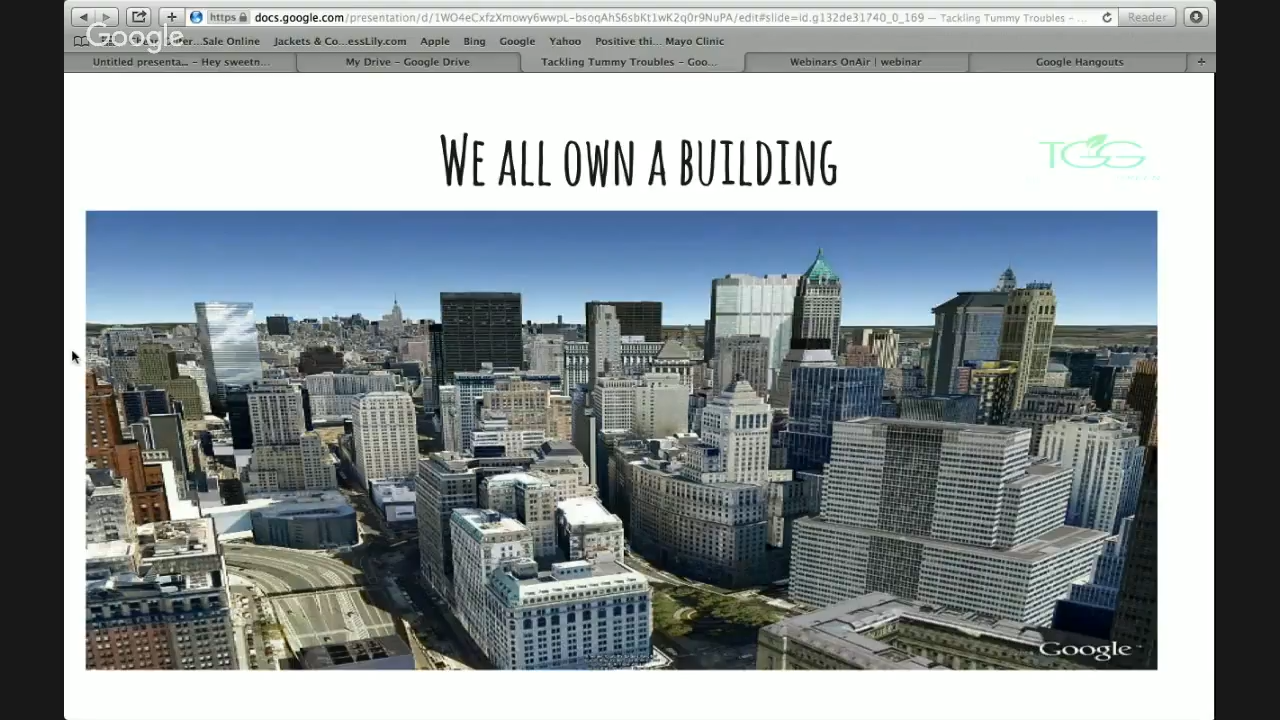 https docs.google.com/presentation/d/1WO4eCxfzXmowy6wwpL-bsoqAhS6sbKt1wK2q0r9NuPA/edit#slide=id.g132de31740_0_169 — Tackling Tummy Troubles – ... Reader
Google
Sale Online Jackets & Co...essLily.com Apple Bing Google Yahoo Positive thi... Mayo Clinic
Untitled presenta... – Hey sweetn... My Drive – Google Drive Tackling Tummy Troubles – Goo... Webinars OnAir | webinar Google Hangouts +
We all own a building
TGG
Google